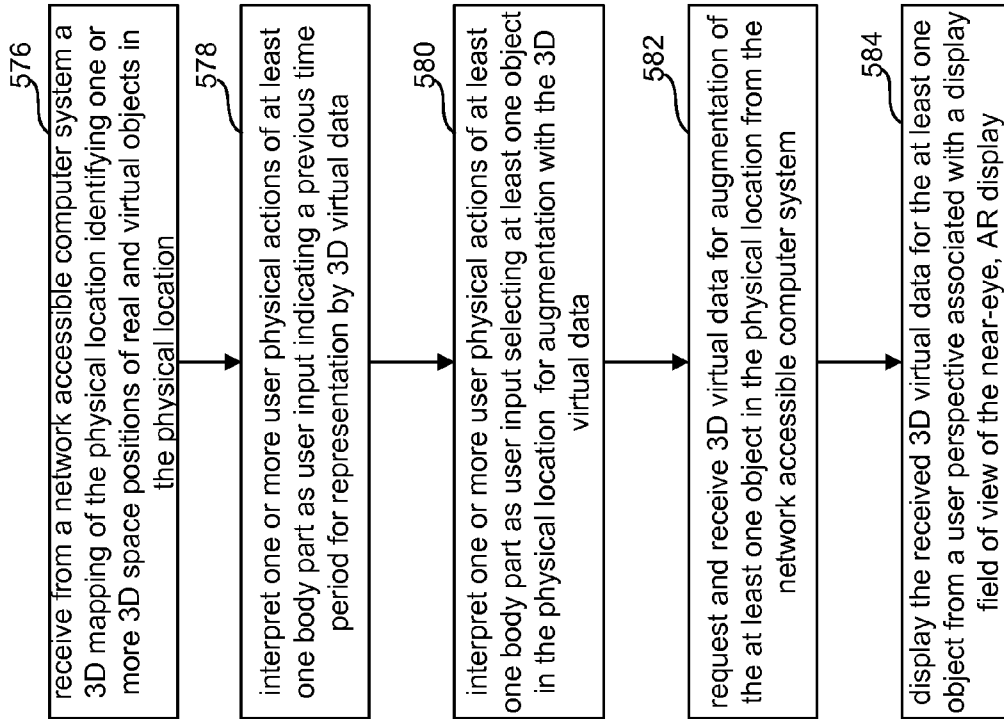 576
receive from a network accessible computer system a
3D mapping of the physical location identifying one or
more 3D space positions of real and virtual objects in
the physical location
578
interpret one or more user physical actions of at least
one body part as user input indicating a previous time
period for representation by 3D virtual data
580
interpret one or more user physical actions of at least
one body part as user input selecting at least one object
in the physical location for augmentation with the 3D
virtual data
582
request and receive 3D virtual data for augmentation of
the at least one object in the physical location from the
network accessible computer system
584
display the received 3D virtual data for the at least one
object from a user perspective associated with a display
field of view of the near-eye, AR display